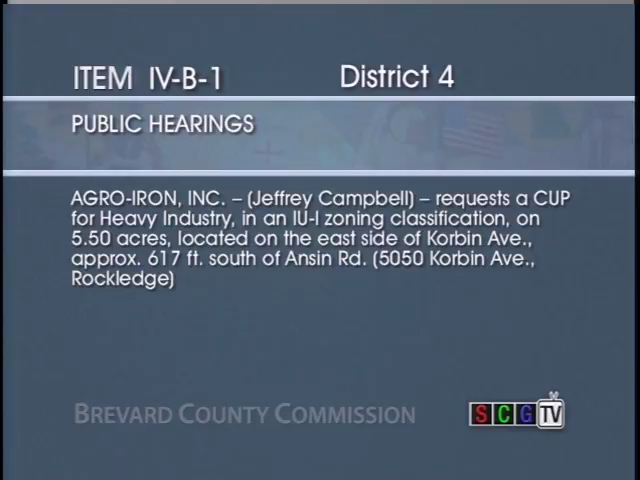 ITEM IV-B-1 District 4
PUBLIC HEARINGS
AGRO-IRON, INC. – (Jeffrey Campbell) – requests a CUP
for Heavy Industry, in an IU-I zoning classification, on
5.50 acres, located on the east side of Korbin Ave.,
approx. 617 ft. south of Ansin Rd. (5050 Korbin Ave.,
Rockledge)
BREVARD COUNTY COMMISSION SCGTV